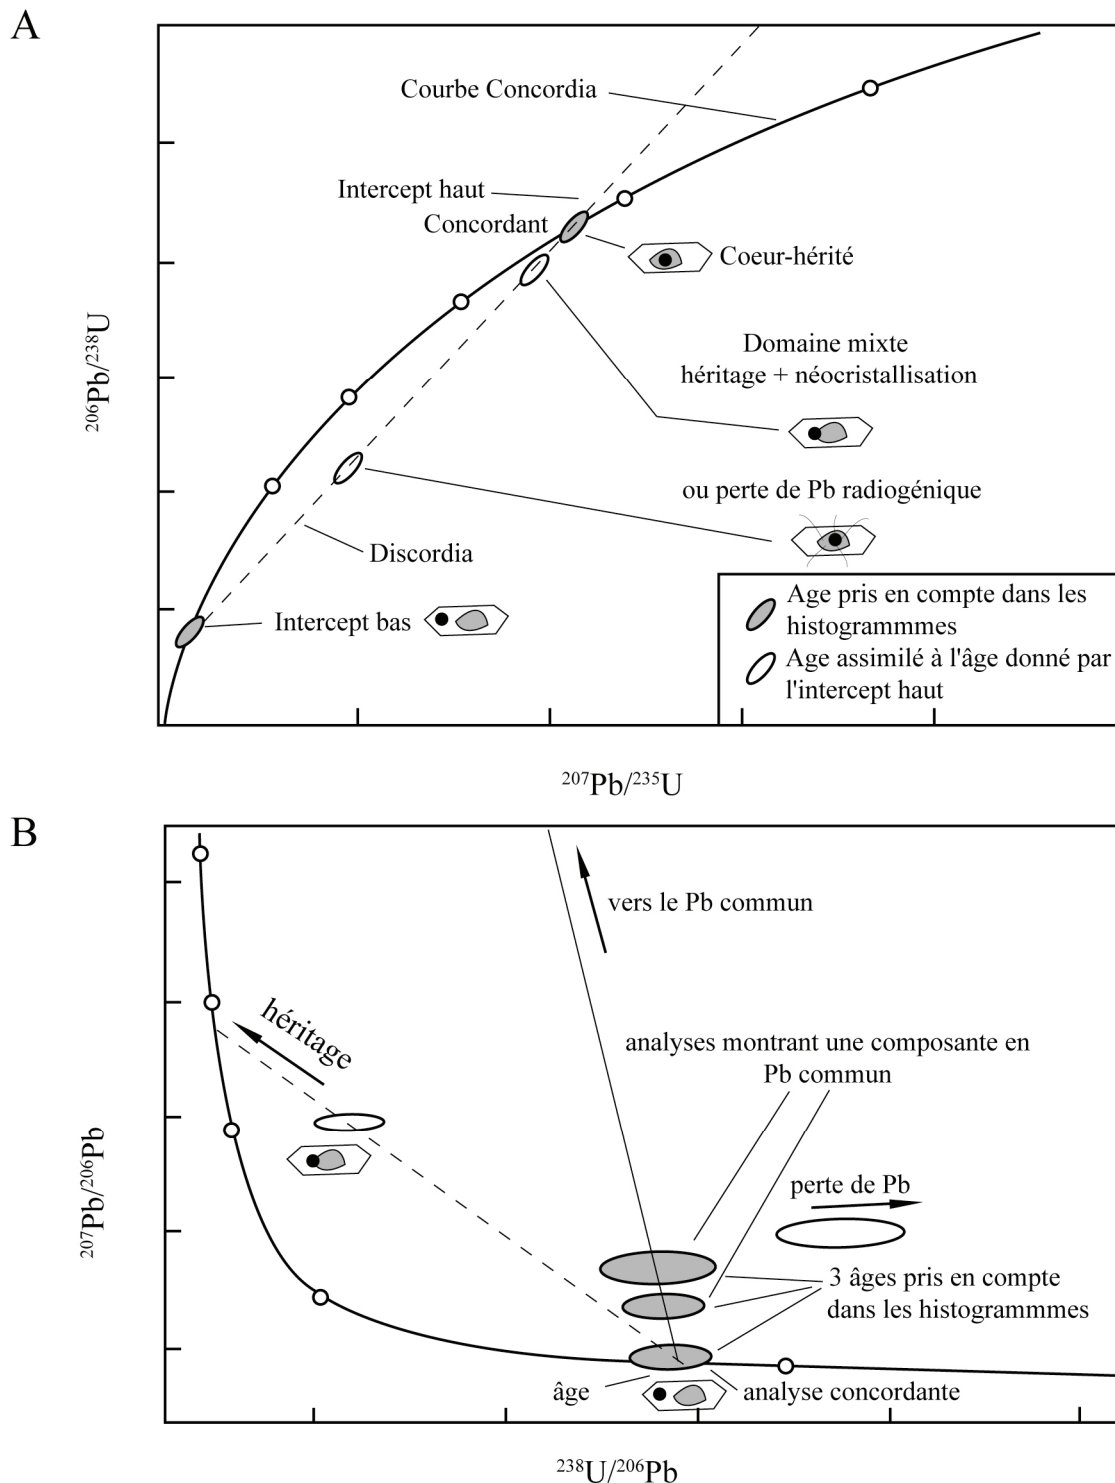 A
Courbe Concordia
Intercept haut
Concordant
Coeur-hérité
²⁰⁶Pb/²³⁸U
Domaine mixte
héritage + néocristallisation
ou perte de Pb radiogénique
Discordia
Intercept bas
Age pris en compte dans les
histogrammmes
Age assimilé à l'âge donné par
l'intercept haut
²⁰⁷Pb/²³⁵U
B
vers le Pb commun
héritage
analyses montrant une composante en
Pb commun
²⁰⁷Pb/²⁰⁶Pb
perte de Pb
3 âges pris en compte
dans les histogrammmes
âge
analyse concordante
²³⁸U/²⁰⁶Pb